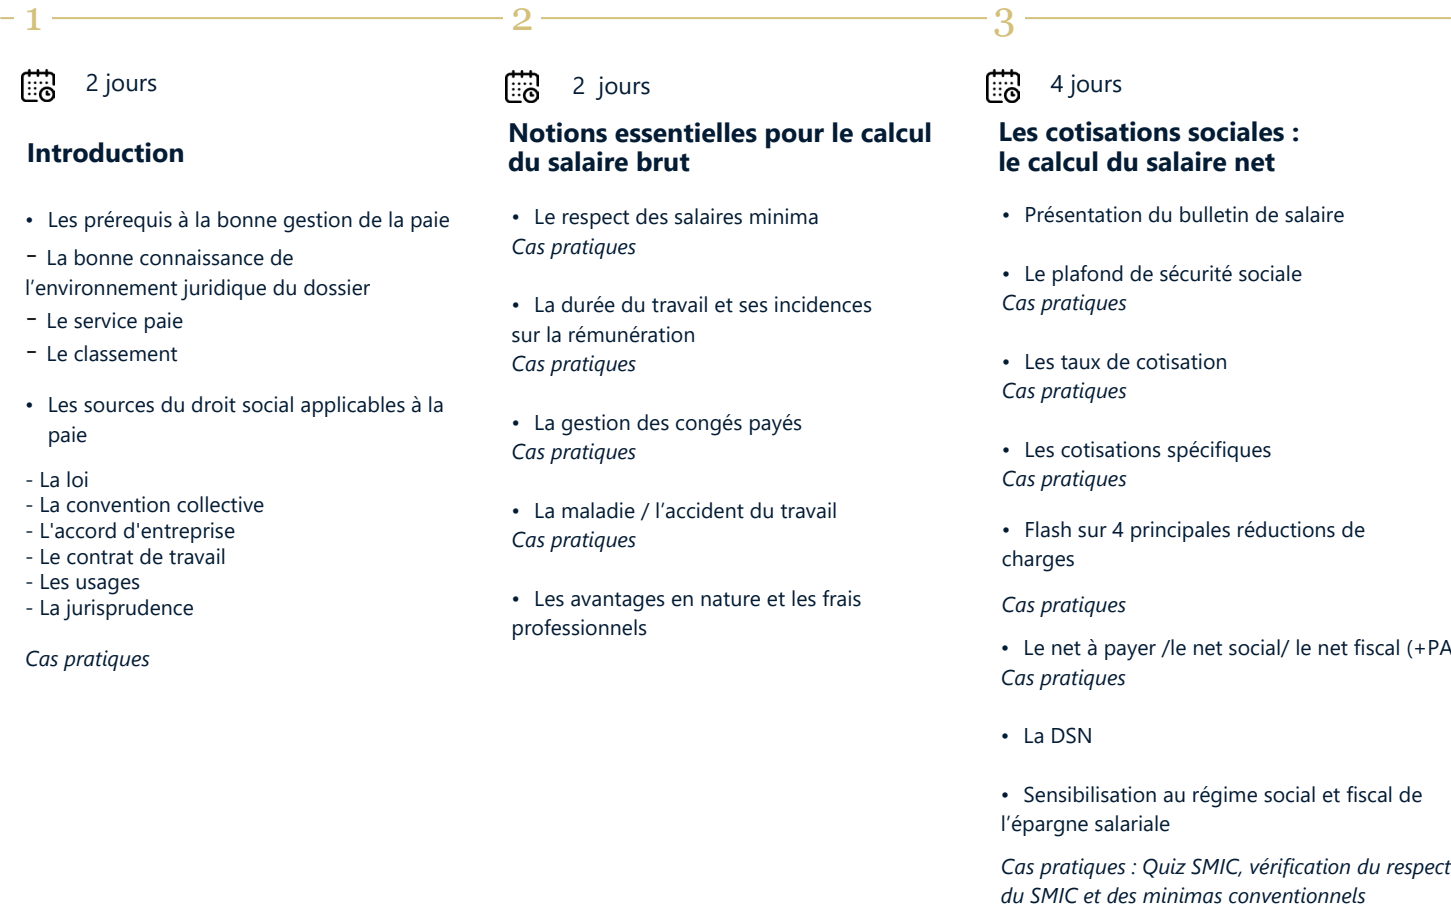 1
2 jours
Introduction
• Les prérequis à la bonne gestion de la paie
- La bonne connaissance de
l'environnement juridique du dossier
- Le service paie
- Le classement
• Les sources du droit social applicables à la
paie
- La loi
- La convention collective
- L'accord d'entreprise
- Le contrat de travail
- Les usages
- La jurisprudence
Cas pratiques
2
2 jours
Notions essentielles pour le calcul
du salaire brut
• Le respect des salaires minima
Cas pratiques
• La durée du travail et ses incidences
sur la rémunération
Cas pratiques
• La gestion des congés payés
Cas pratiques
• La maladie / l'accident du travail
Cas pratiques
• Les avantages en nature et les frais
professionnels
3
4 jours
Les cotisations sociales :
le calcul du salaire net
• Présentation du bulletin de salaire
• Le plafond de sécurité sociale
Cas pratiques
• Les taux de cotisation
Cas pratiques
• Les cotisations spécifiques
Cas pratiques
• Flash sur 4 principales réductions de
charges
Cas pratiques
• Le net à payer /le net social/ le net fiscal (+PA
Cas pratiques
• La DSN
• Sensibilisation au régime social et fiscal de
l'épargne salariale
Cas pratiques : Quiz SMIC, vérification du respect
du SMIC et des minimas conventionnels